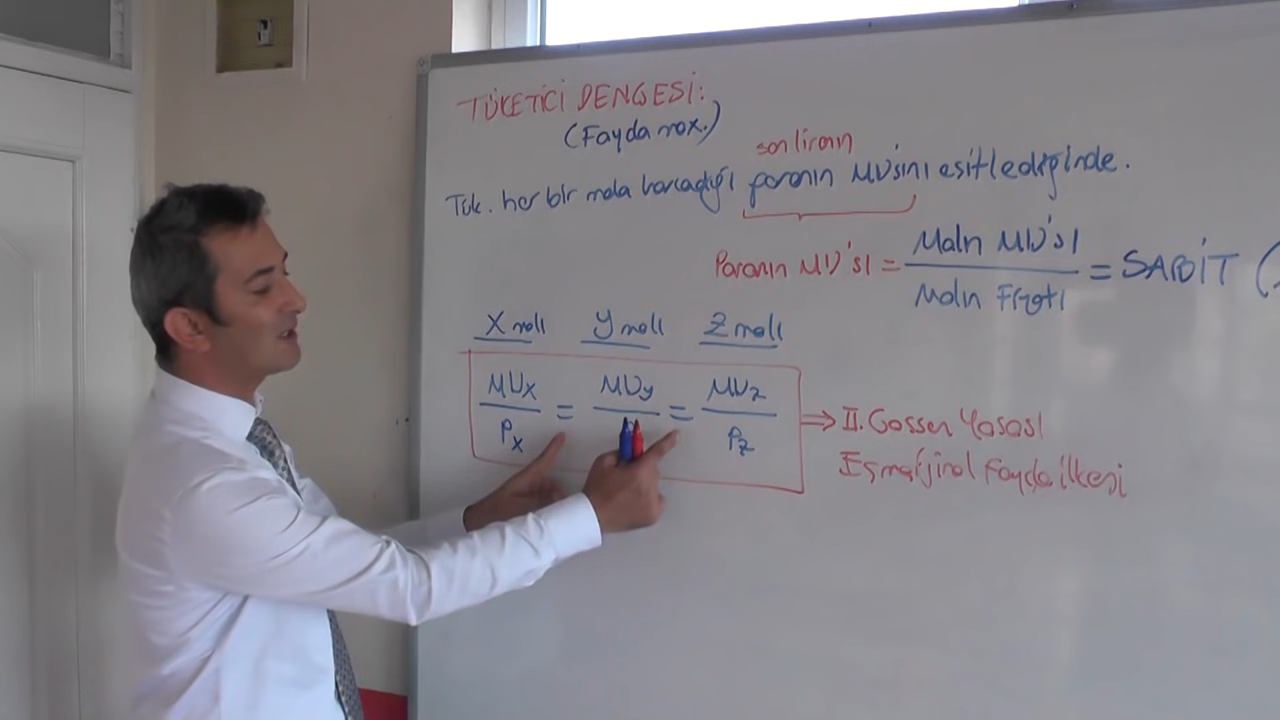 TÜKETİCİ DENGESİ:
(Fayda max.)
son liranın
Tük. her bir mala harcadığı paranın MU'sini eşitlediğinde.
Paranın MU'sı = Malın MU'sı / Malın Fiyatı = SABİT (
X malı Y malı Z malı
MUx / Px = MUy = MUz / Pz
⇒ II. Gossen Yasası
Eşmarjinal Fayda ilkesi